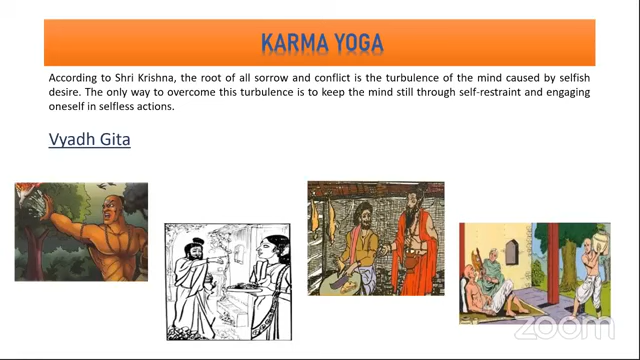 KARMA YOGA
According to Shri Krishna, the root of all sorrow and conflict is the turbulence of the mind caused by selfish
desire. The only way to overcome this turbulence is to keep the mind still through self-restraint and engaging
oneself in selfless actions.
Vyadh Gita
zoom